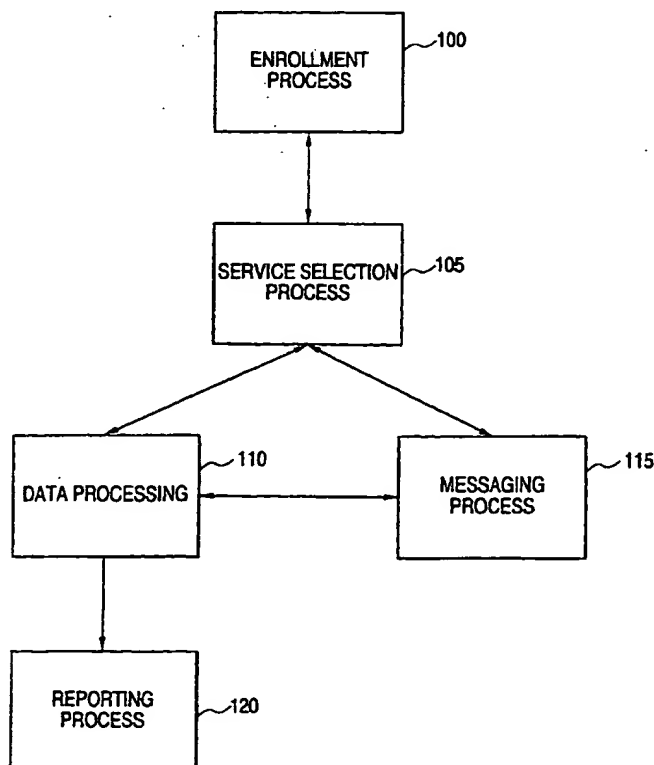 ENROLLMENT
PROCESS
100
SERVICE SELECTION
PROCESS
105
DATA PROCESSING
110
MESSAGING
PROCESS
115
REPORTING
PROCESS
120